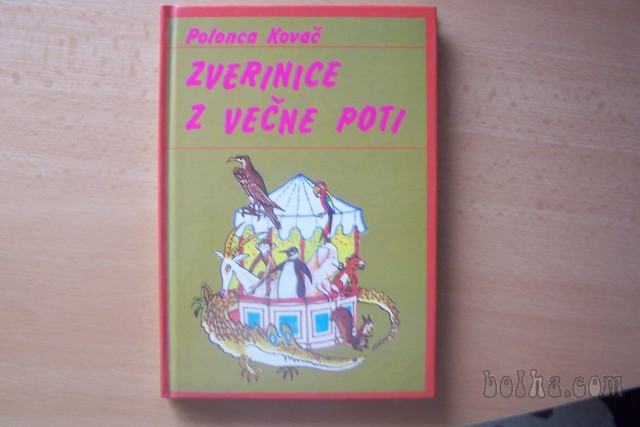 Polonca Kovač
ZVERINICE
Z VEČNE POTI
bolha.com